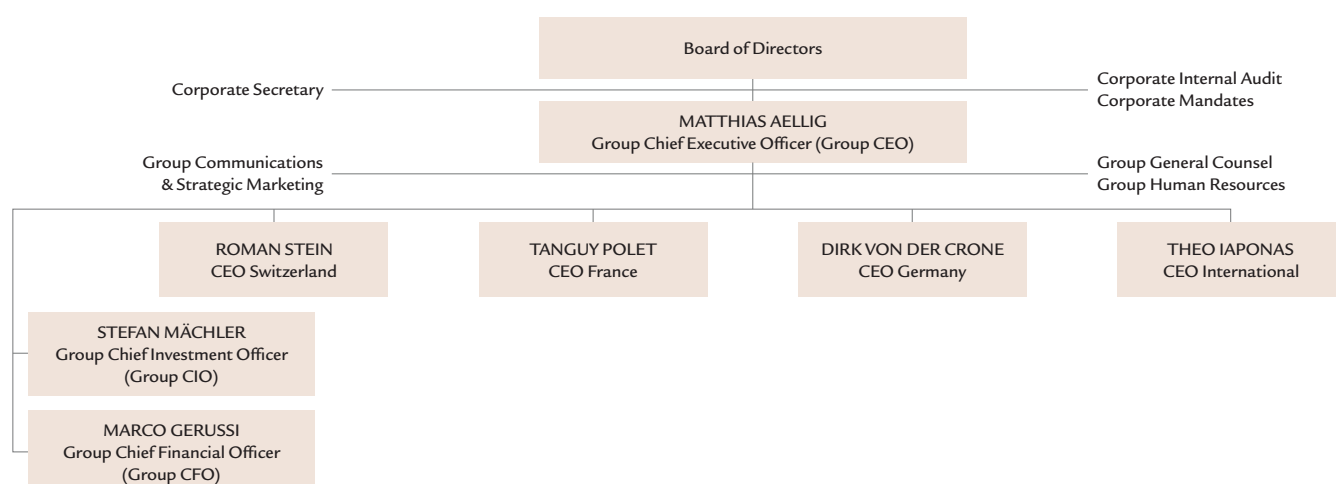 Board of Directors
Corporate Secretary
Corporate Internal Audit
Corporate Mandates
MATTHIAS AELLIG
Group Chief Executive Officer (Group CEO)
Group Communications
& Strategic Marketing
Group General Counsel
Group Human Resources
ROMAN STEIN
CEO Switzerland
TANGUY POLET
CEO France
DIRK VON DER CRONE
CEO Germany
THEO IAPONAS
CEO International
STEFAN MÄCHLER
Group Chief Investment Officer
(Group CIO)
MARCO GERUSSI
Group Chief Financial Officer
(Group CFO)